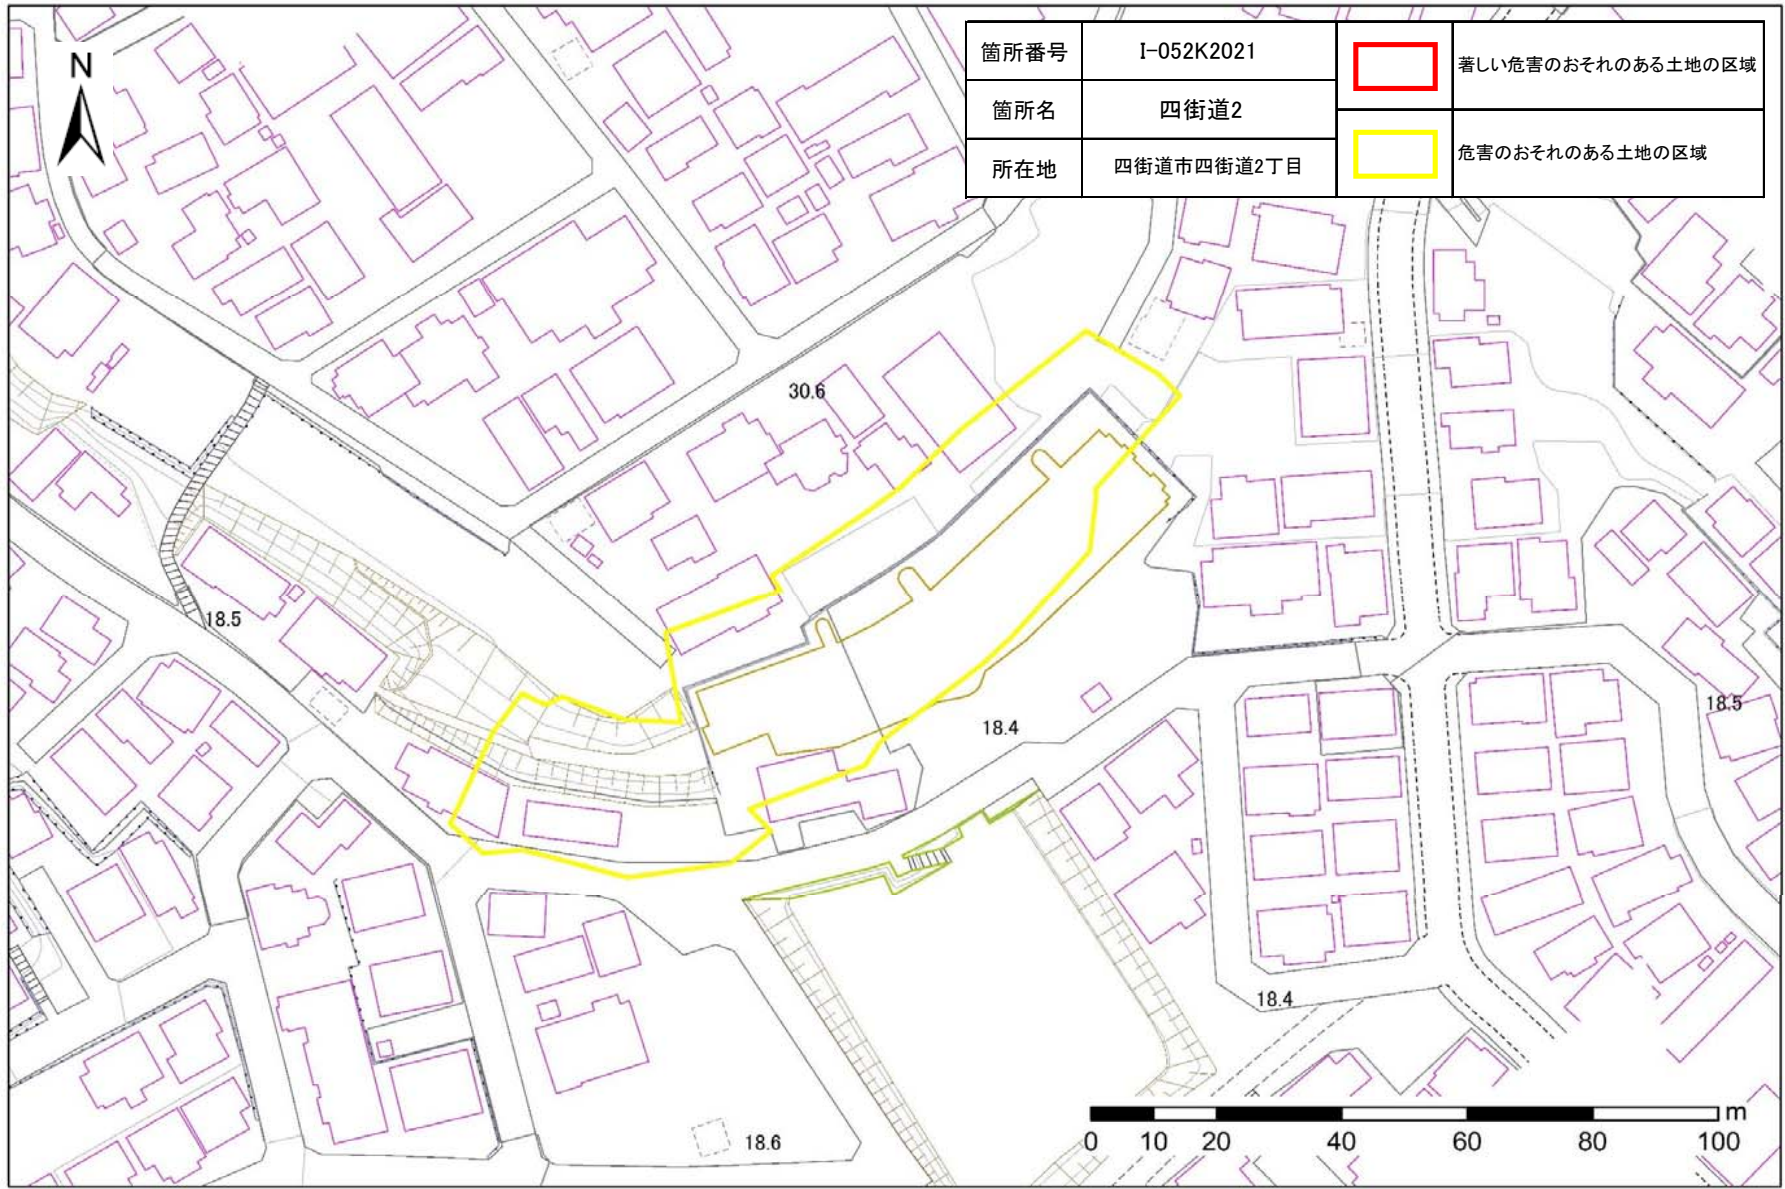 N
箇所番号 I-052K2021
著しい危害のおそれのある土地の区域
箇所名 四街道2
危害のおそれのある土地の区域
所在地 四街道市四街道2丁目
30.6
18.5
18.4
18.5
18.4
18.6
m
0 10 20 40 60 80 100